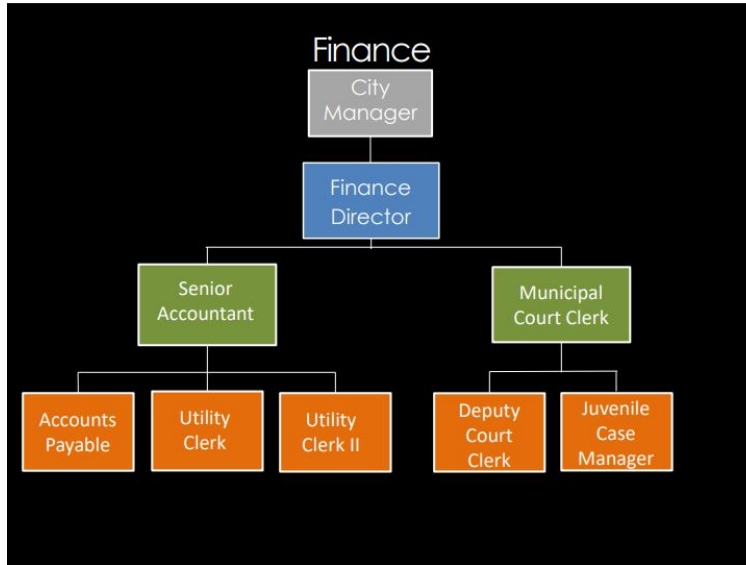 Finance
City
Manager
Finance
Director
Senior
Accountant
Municipal
Court Clerk
Accounts
Payable
Utility
Clerk
Utility
Clerk II
Deputy
Court
Clerk
Juvenile
Case
Manager